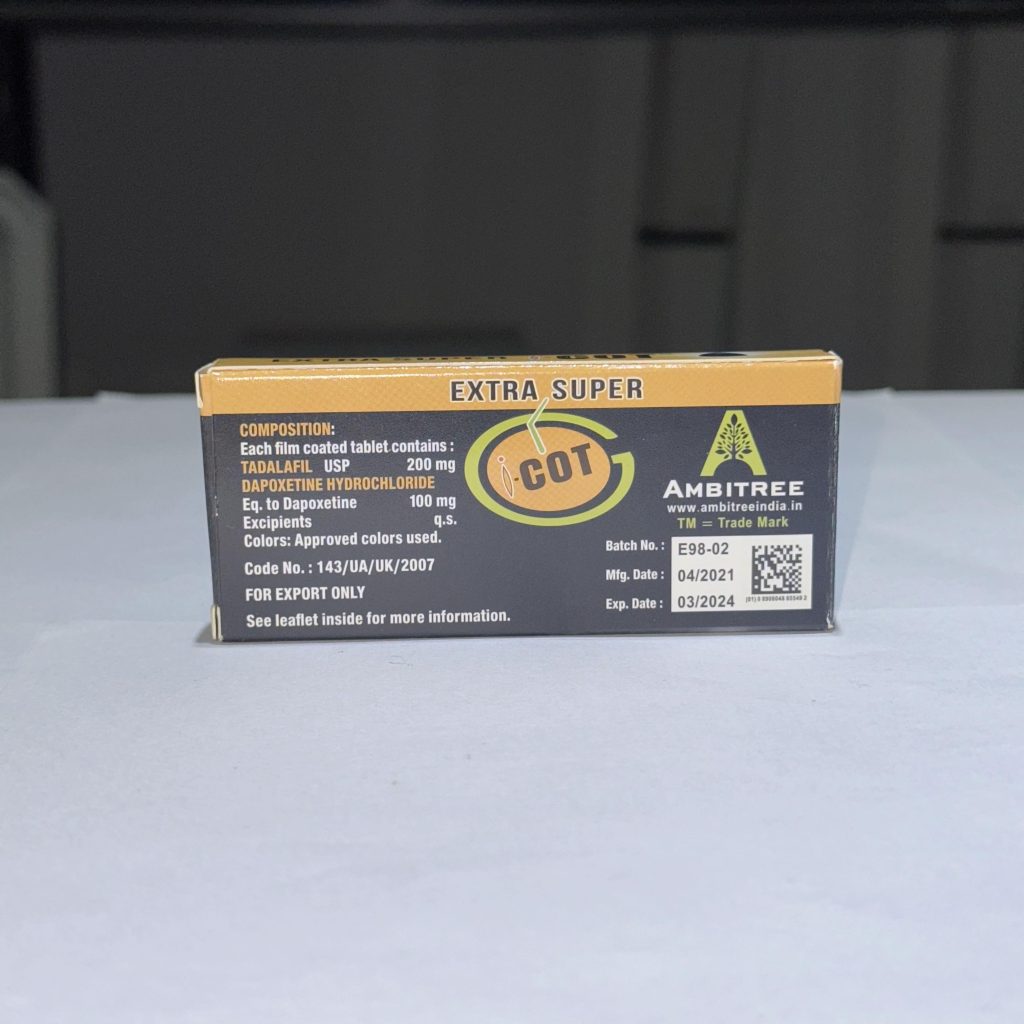 EXTRA SUPER i-COT
EXTRA SUPER
i-COT
COMPOSITION:
Each film coated tablet contains :
TADALAFIL USP 200 mg
DAPOXETINE HYDROCHLORIDE
Eq. to Dapoxetine 100 mg
Excipients q.s.
Colors: Approved colors used.
Code No. : 143/UA/UK/2007
FOR EXPORT ONLY
See leaflet inside for more information.
AMBITREE
www.ambitreeindia.in
TM = Trade Mark
Batch No. : E98-02
Mfg. Date : 04/2021
Exp. Date : 03/2024